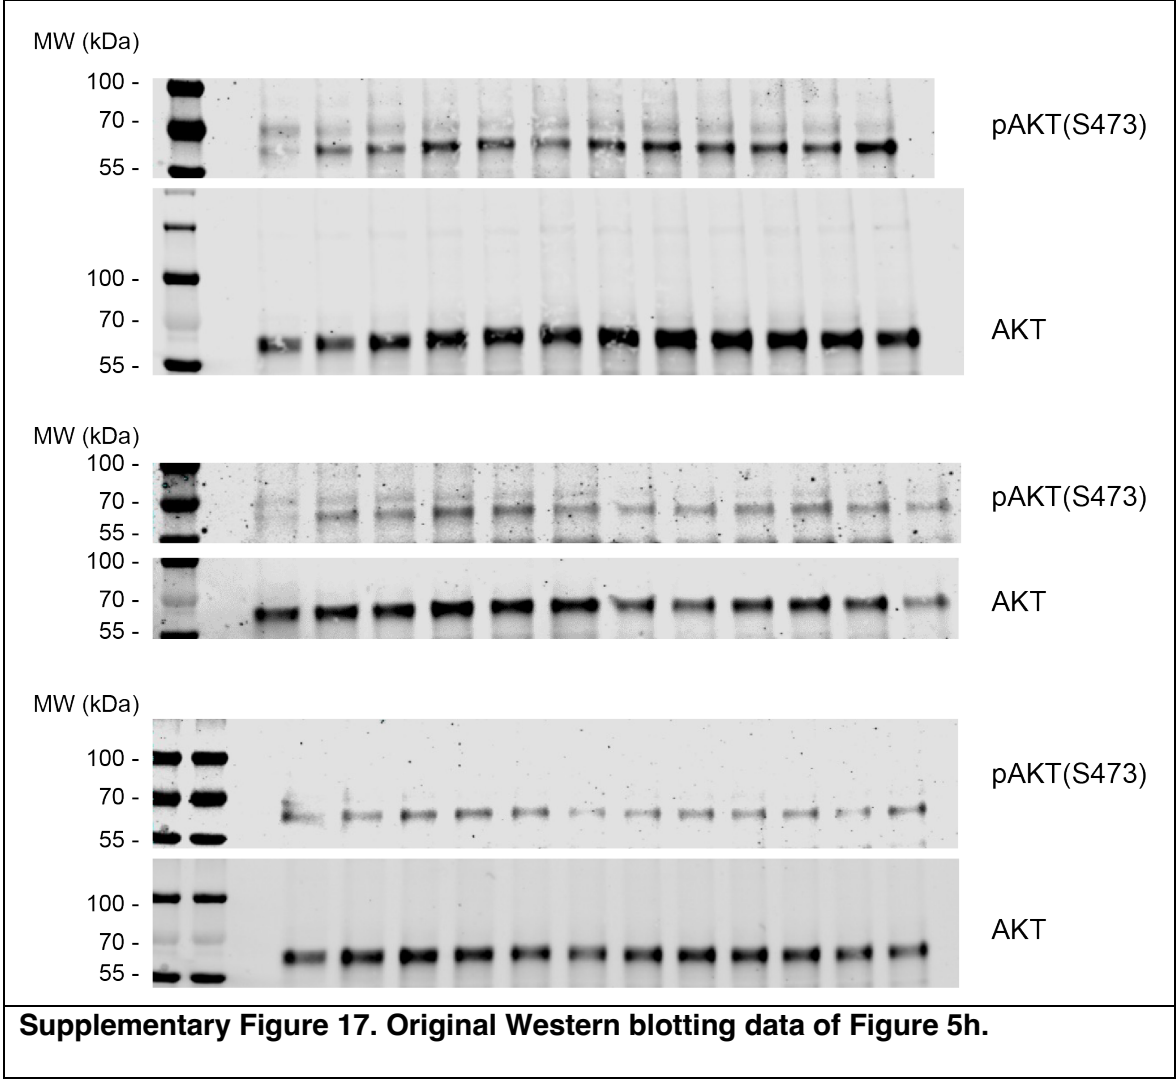 MW (kDa)
100 -
70 -
pAKT(S473)
55 -
100 -
70 -
AKT
55 -
MW (kDa)
100 -
70 -
pAKT(S473)
55 -
100 -
70 -
AKT
55 -
MW (kDa)
100 -
pAKT(S473)
70 -
55 -
100 -
AKT
70 -
55 -
Supplementary Figure 17. Original Western blotting data of Figure 5h.